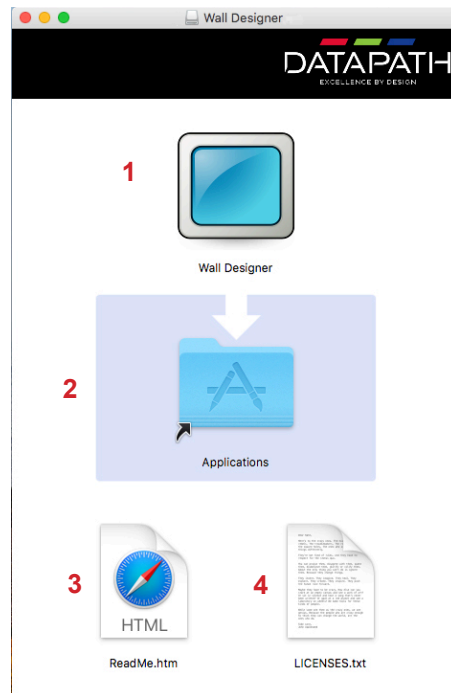 Wall Designer
DATAPATH
EXCELLENCE BY DESIGN
1
Wall Designer
2
Applications
3
4
HTML
ReadMe.htm
LICENSES.txt